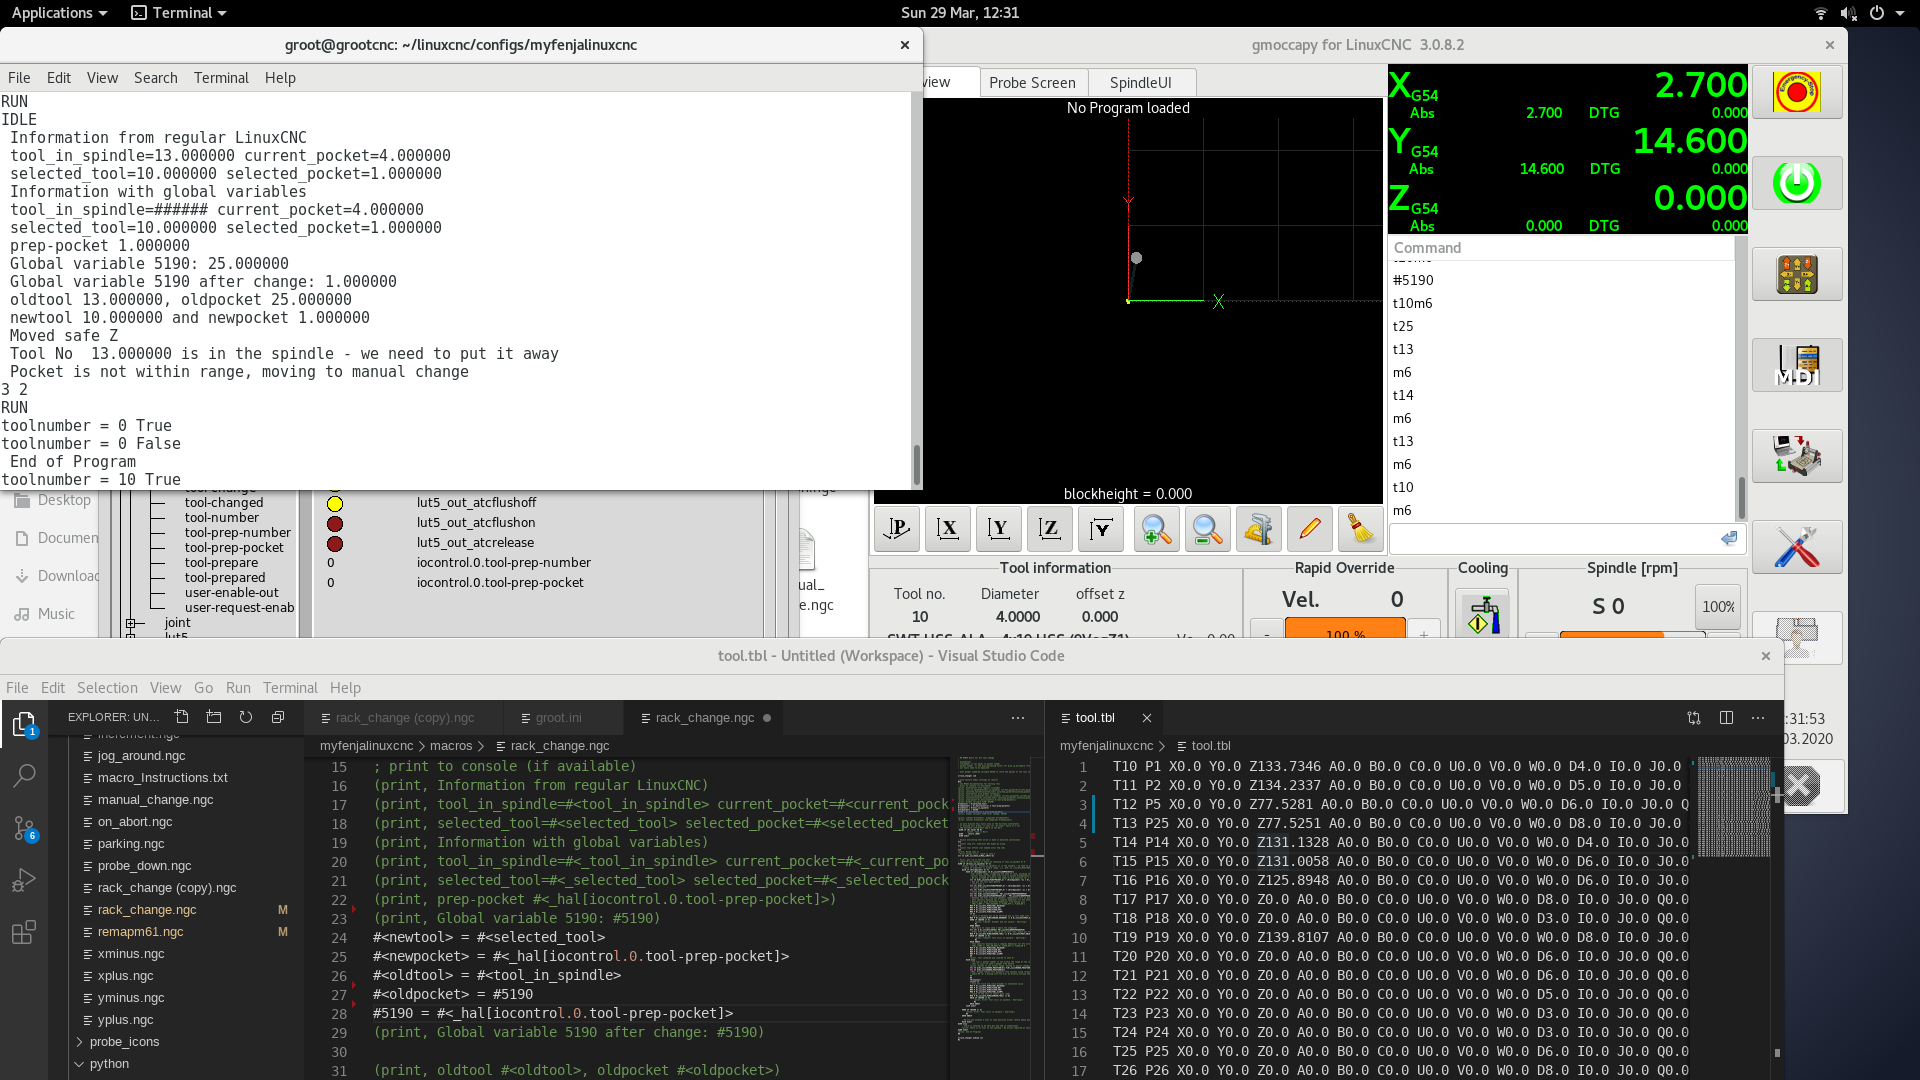 Applications
Terminal
Sun 29 Mar, 12:31
groot@grootcnc: ~/linuxcnc/configs/myfenjalinuxcnc
File Edit View Search Terminal Help
RUN
IDLE
Information from regular LinuxCNC
tool_in_spindle=13.000000 current_pocket=4.000000
selected_tool=10.000000 selected_pocket=1.000000
Information with global variables
tool_in_spindle=###### current_pocket=4.000000
selected_tool=10.000000 selected_pocket=1.000000
prep-pocket 1.000000
Global variable 5190: 25.000000
Global variable 5190 after change: 1.000000
oldtool 13.000000, oldpocket 25.000000
newtool 10.000000 and newpocket 1.000000
Moved safe Z
Tool No  13.000000 is in the spindle - we need to put it away
Pocket is not within range, moving to manual change
3 2
RUN
toolnumber = 0 True
toolnumber = 0 False
End of Program
toolnumber = 10 True
gmoccapy for LinuxCNC  3.0.8.2
view
Probe Screen
SpindleUI
No Program loaded
X
blockheight = 0.000
X G54 2.700
Abs 2.700 DTG 0.000
Y G54 14.600
Abs 14.600 DTG 0.000
Z G54 0.000
Abs 0.000 DTG 0.000
Command
#5190
t10m6
t25
t13
m6
t14
m6
t13
m6
t10
m6
MDI
P X Y Z Y
Tool information
Tool no. Diameter offset z
10 4.0000 0.000
Rapid Override
Vel. 0
100 %
Cooling
Spindle [rpm]
S 0
100%
:31:53
03.2020
Desktop
Documen
Downloac
Music
tool-changed
tool-number
tool-prep-number
tool-prep-pocket
tool-prepare
tool-prepared
user-enable-out
user-request-enab
joint
lut5
lut5_out_atcflushoff
lut5_out_atcflushon
lut5_out_atcrelease
0 iocontrol.0.tool-prep-number
0 iocontrol.0.tool-prep-pocket
ual_
e.ngc
tool.tbl - Untitled (Workspace) - Visual Studio Code
File Edit Selection View Go Run Terminal Help
1
6
EXPLORER: UN...
increment.ngc
jog_around.ngc
macro_Instructions.txt
manual_change.ngc
on_abort.ngc
parking.ngc
probe_down.ngc
rack_change (copy).ngc
rack_change.ngc M
remapm61.ngc M
xminus.ngc
xplus.ngc
yminus.ngc
yplus.ngc
probe_icons
python
rack_change (copy).ngc
groot.ini
rack_change.ngc
myfenjalinuxcnc > macros > rack_change.ngc
15 ; print to console (if available)
16 (print, Information from regular LinuxCNC)
17 (print, tool_in_spindle=#<tool_in_spindle> current_pocket=#<current_pock
18 (print, selected_tool=#<selected_tool> selected_pocket=#<selected_pocket
19 (print, Information with global variables)
20 (print, tool_in_spindle=#<_tool_in_spindle> current_pocket=#<_current_po
21 (print, selected_tool=#<_selected_tool> selected_pocket=#<_selected_pock
22 (print, prep-pocket #<_hal[iocontrol.0.tool-prep-pocket]>)
23 (print, Global variable 5190: #5190)
24 #<newtool> = #<selected_tool>
25 #<newpocket> = #<_hal[iocontrol.0.tool-prep-pocket]>
26 #<oldtool> = #<tool_in_spindle>
27 #<oldpocket> = #5190
28 #5190 = #<_hal[iocontrol.0.tool-prep-pocket]>
29 (print, Global variable 5190 after change: #5190)
30
31 (print, oldtool #<oldtool>, oldpocket #<oldpocket>)
tool.tbl
myfenjalinuxcnc > tool.tbl
1 T10 P1 X0.0 Y0.0 Z133.7346 A0.0 B0.0 C0.0 U0.0 V0.0 W0.0 D4.0 I0.0 J0.0
2 T11 P2 X0.0 Y0.0 Z134.2337 A0.0 B0.0 C0.0 U0.0 V0.0 W0.0 D5.0 I0.0 J0.0
3 T12 P5 X0.0 Y0.0 Z77.5281 A0.0 B0.0 C0.0 U0.0 V0.0 W0.0 D6.0 I0.0 J0.0 Q
4 T13 P25 X0.0 Y0.0 Z77.5251 A0.0 B0.0 C0.0 U0.0 V0.0 W0.0 D8.0 I0.0 J0.0
5 T14 P14 X0.0 Y0.0 Z131.1328 A0.0 B0.0 C0.0 U0.0 V0.0 W0.0 D4.0 I0.0 J0.
6 T15 P15 X0.0 Y0.0 Z131.0058 A0.0 B0.0 C0.0 U0.0 V0.0 W0.0 D6.0 I0.0 J0.
7 T16 P16 X0.0 Y0.0 Z125.8948 A0.0 B0.0 C0.0 U0.0 V0.0 W0.0 D6.0 I0.0 J0.
8 T17 P17 X0.0 Y0.0 Z0.0 A0.0 B0.0 C0.0 U0.0 V0.0 W0.0 D8.0 I0.0 J0.0 Q0.0
9 T18 P18 X0.0 Y0.0 Z0.0 A0.0 B0.0 C0.0 U0.0 V0.0 W0.0 D3.0 I0.0 J0.0 Q0.0
10 T19 P19 X0.0 Y0.0 Z139.8107 A0.0 B0.0 C0.0 U0.0 V0.0 W0.0 D8.0 I0.0 J0.
11 T20 P20 X0.0 Y0.0 Z0.0 A0.0 B0.0 C0.0 U0.0 V0.0 W0.0 D6.0 I0.0 J0.0 Q0.0
12 T21 P21 X0.0 Y0.0 Z0.0 A0.0 B0.0 C0.0 U0.0 V0.0 W0.0 D6.0 I0.0 J0.0 Q0.0
13 T22 P22 X0.0 Y0.0 Z0.0 A0.0 B0.0 C0.0 U0.0 V0.0 W0.0 D5.0 I0.0 J0.0 Q0.0
14 T23 P23 X0.0 Y0.0 Z0.0 A0.0 B0.0 C0.0 U0.0 V0.0 W0.0 D3.0 I0.0 J0.0 Q0.0
15 T24 P24 X0.0 Y0.0 Z0.0 A0.0 B0.0 C0.0 U0.0 V0.0 W0.0 D3.0 I0.0 J0.0 Q0.0
16 T25 P25 X0.0 Y0.0 Z0.0 A0.0 B0.0 C0.0 U0.0 V0.0 W0.0 D6.0 I0.0 J0.0 Q0.0
17 T26 P26 X0.0 Y0.0 Z0.0 A0.0 B0.0 C0.0 U0.0 V0.0 W0.0 D8.0 I0.0 J0.0 Q0.0